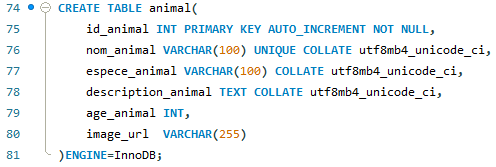 74 CREATE TABLE animal(
75 id_animal INT PRIMARY KEY AUTO_INCREMENT NOT NULL,
76 nom_animal VARCHAR(100) UNIQUE COLLATE utf8mb4_unicode_ci,
77 espece_animal VARCHAR(100) COLLATE utf8mb4_unicode_ci,
78 description_animal TEXT COLLATE utf8mb4_unicode_ci,
79 age_animal INT,
80 image_url VARCHAR(255)
81 )ENGINE=InnoDB;